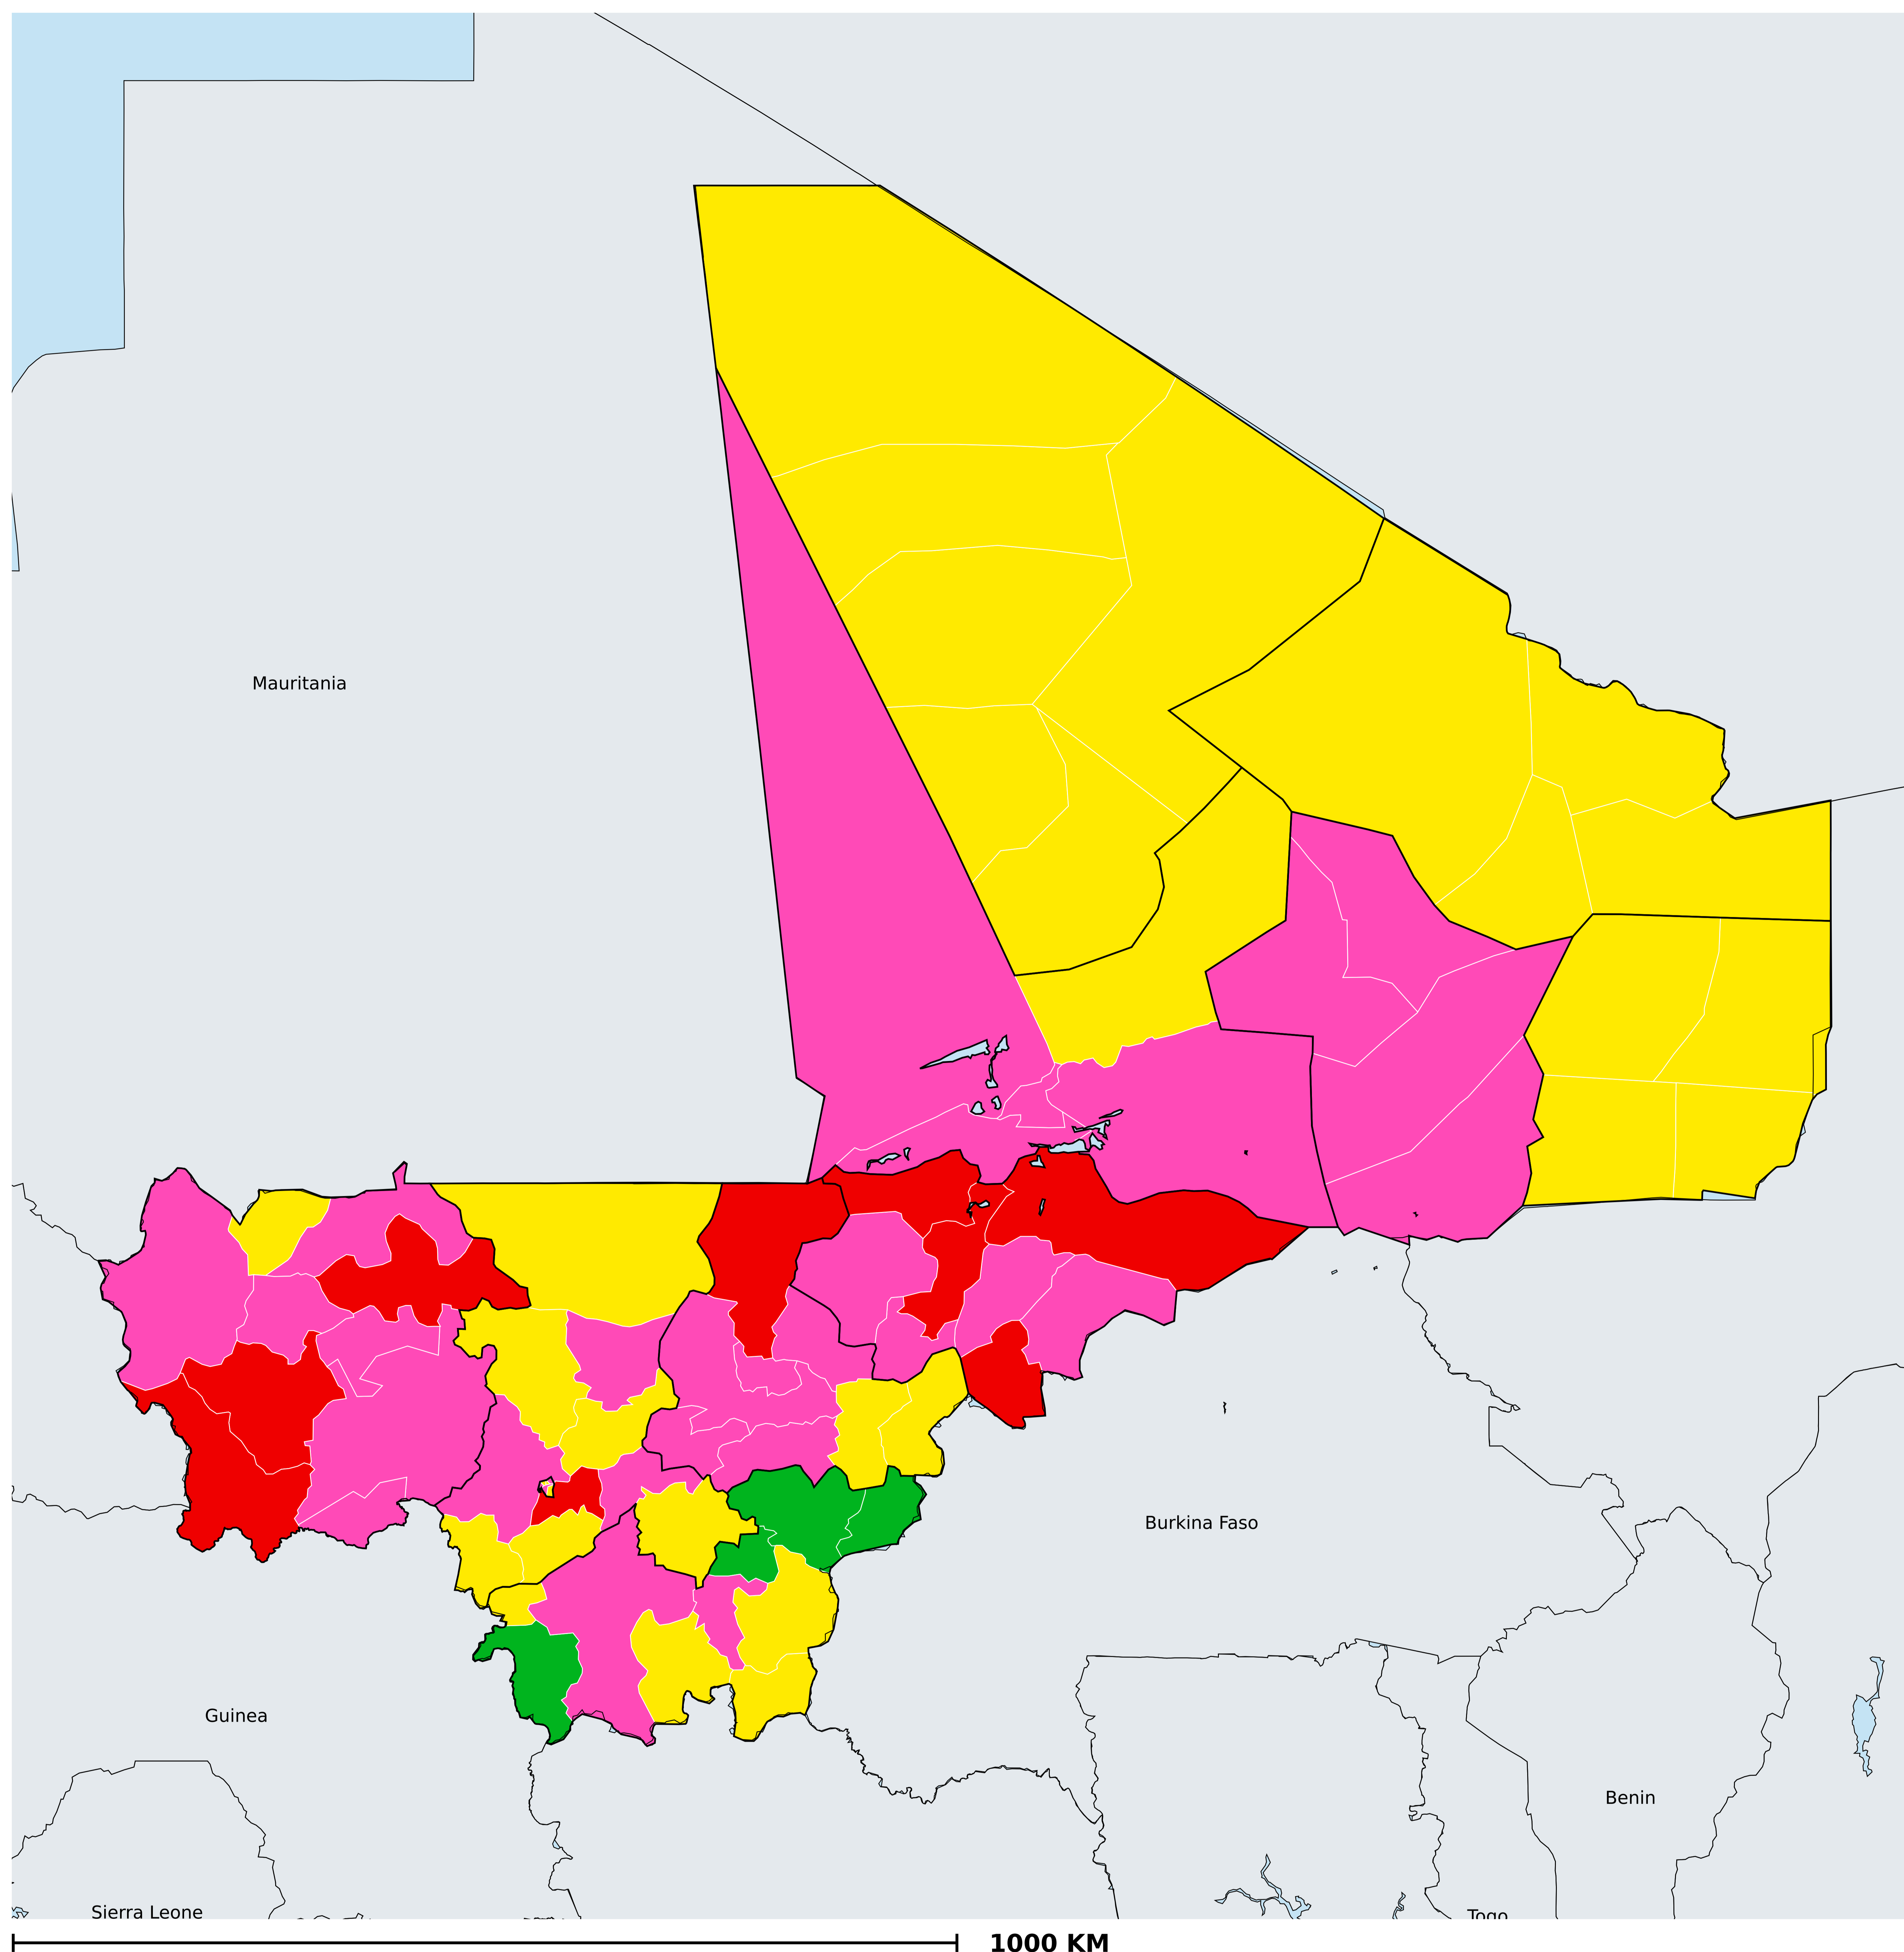 Mauritania
Burkina Faso
Guinea
Benin
Sierra Leone
Togo
1000 KM